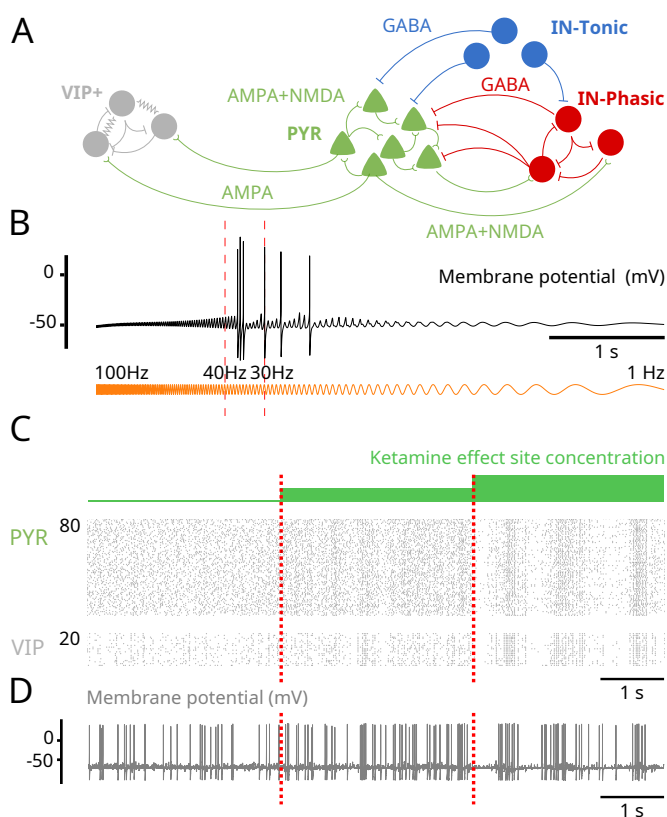 A
GABA
IN-Tonic
VIP+
AMPA+NMDA
GABA
IN-Phasic
PYR
AMPA
AMPA+NMDA
B
0
Membrane potential (mV)
-50
1 s
100Hz
40Hz
30Hz
1 Hz
C
Ketamine effect site concentration
80
PYR
20
VIP
1 s
D
Membrane potential (mV)
0
-50
1 s